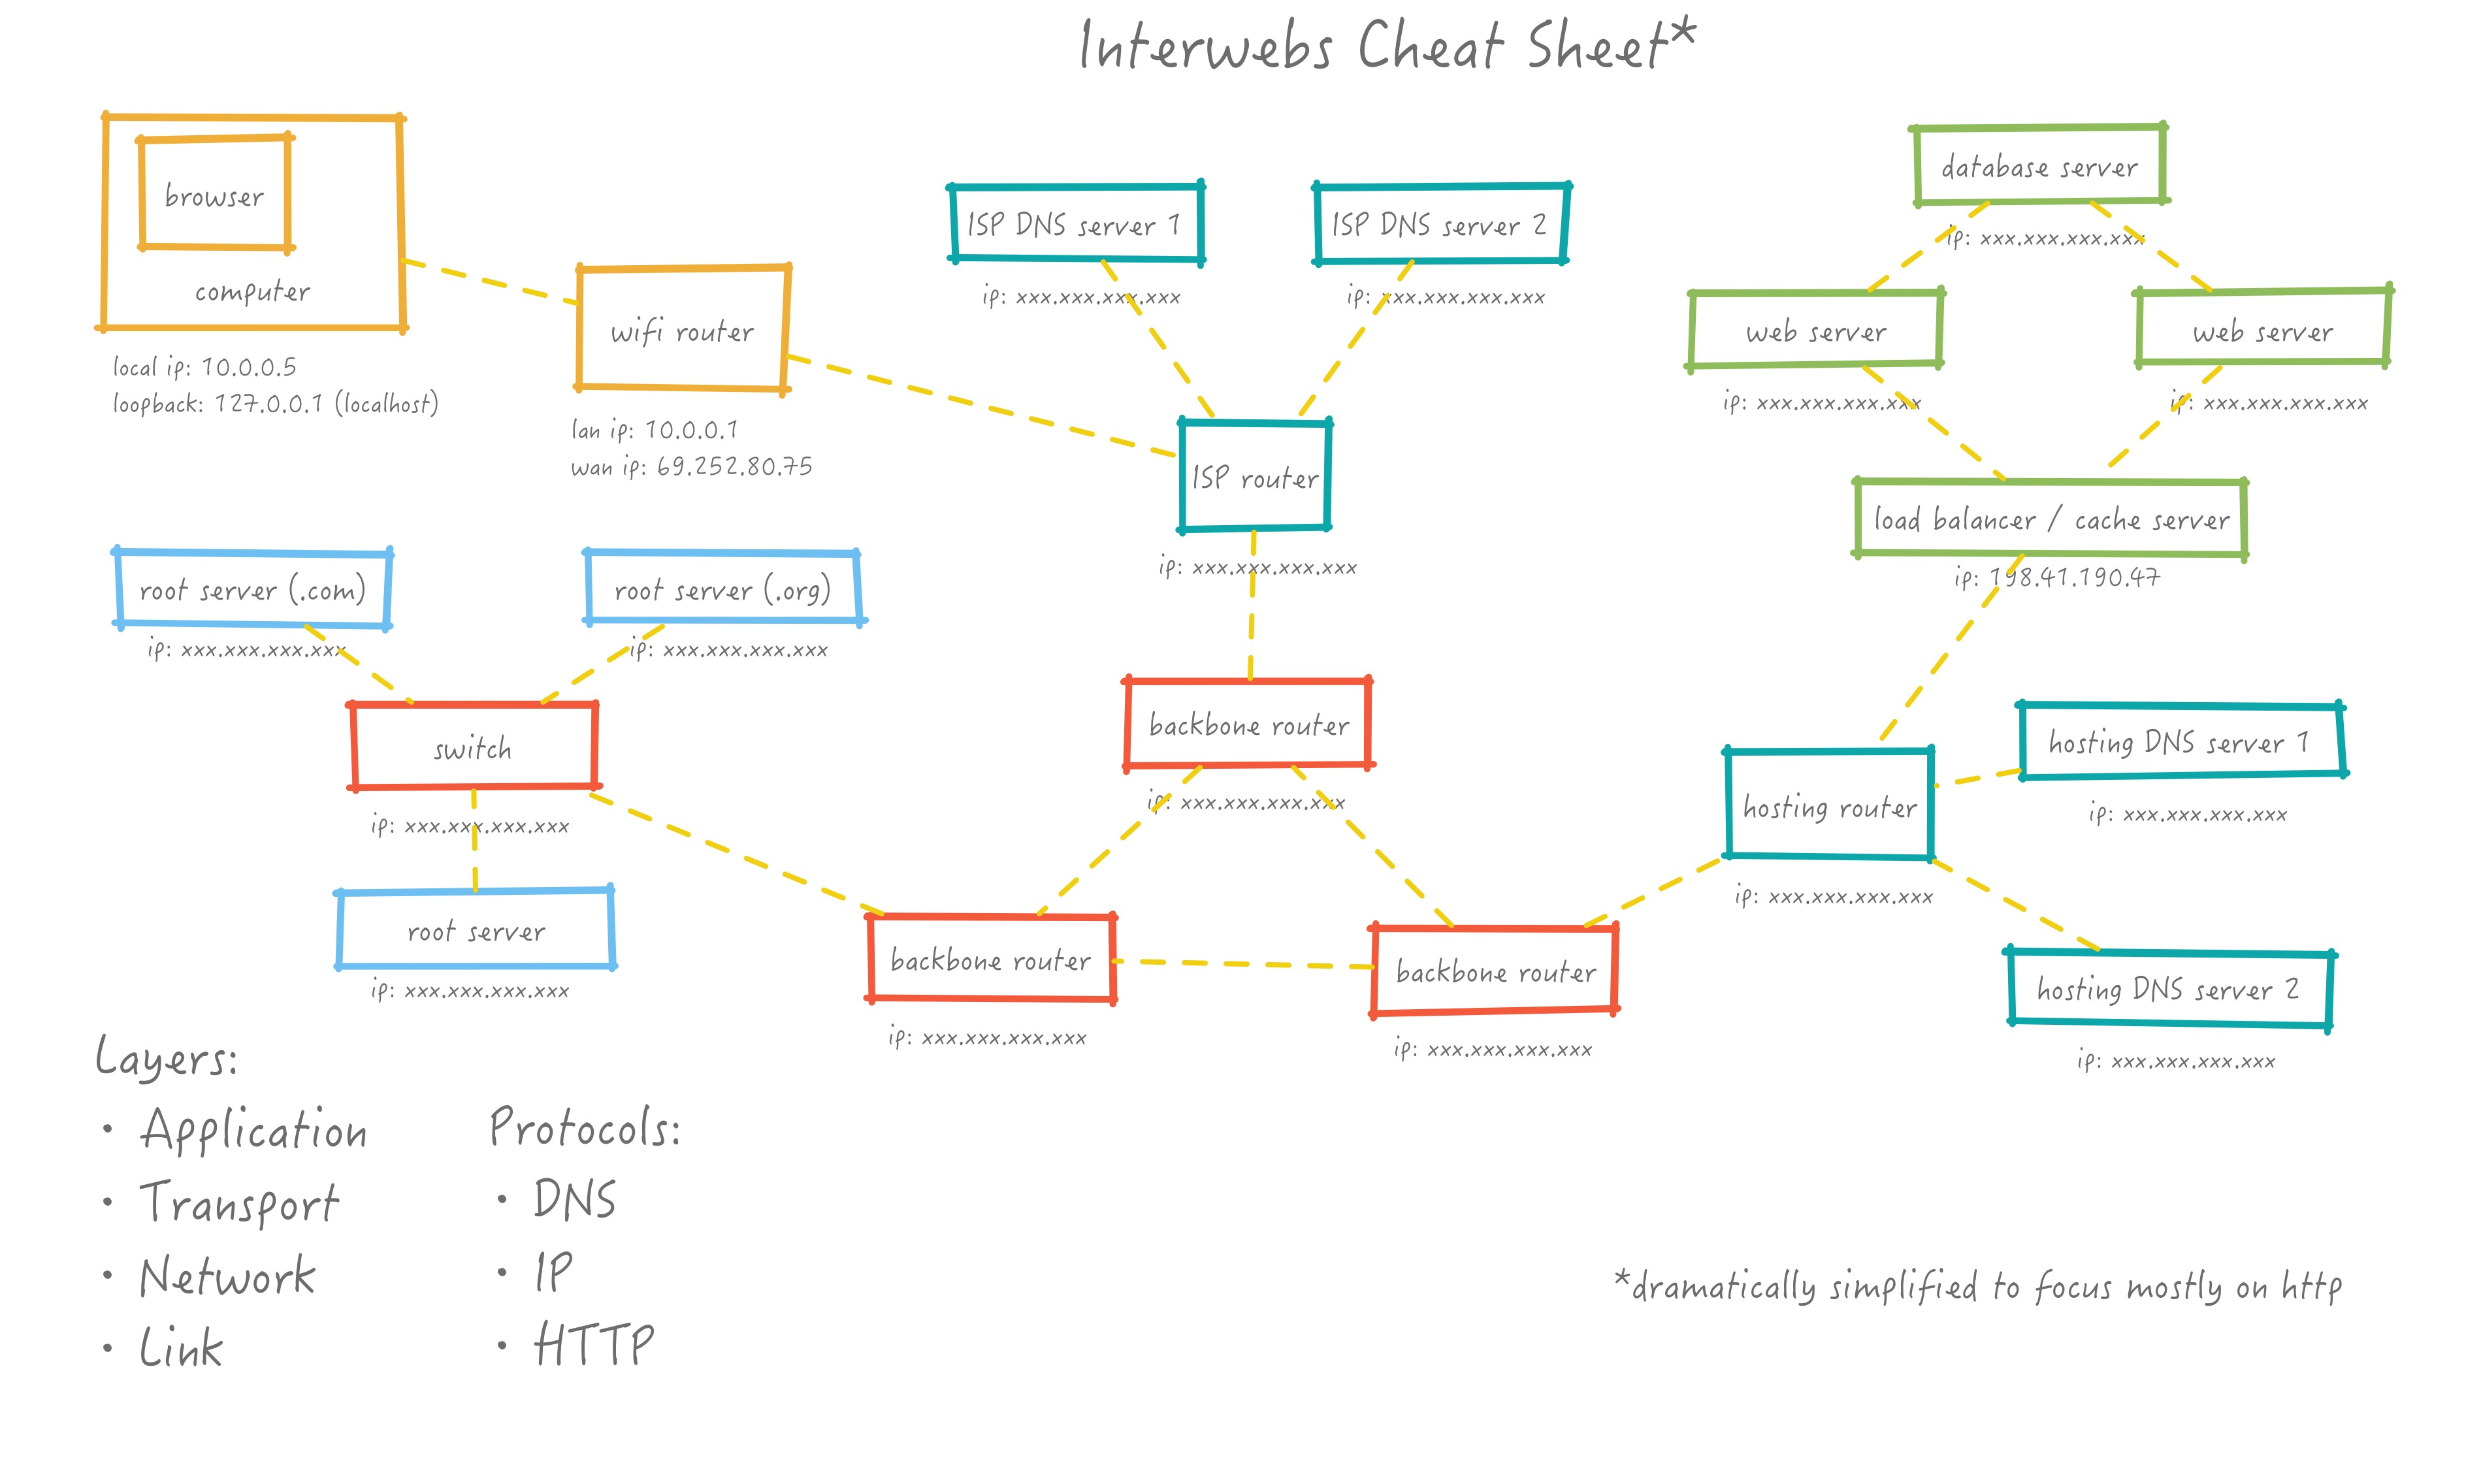 Interwebs Cheat Sheet*
browser
computer
local ip: 10.0.0.5
loopback: 127.0.0.1 (localhost)
wifi router
lan ip: 10.0.0.1
wan ip: 69.252.80.75
ISP DNS server 1
ip: xxx.xxx.xxx.xxx
ISP DNS server 2
ip: xxx.xxx.xxx.xxx
ISP router
ip: xxx.xxx.xxx.xxx
database server
ip: xxx.xxx.xxx.xxx
web server
ip: xxx.xxx.xxx.xxx
web server
ip: xxx.xxx.xxx.xxx
load balancer / cache server
ip: 198.41.190.47
root server (.com)
ip: xxx.xxx.xxx.xxx
root server (.org)
ip: xxx.xxx.xxx.xxx
switch
ip: xxx.xxx.xxx.xxx
root server
ip: xxx.xxx.xxx.xxx
backbone router
ip: xxx.xxx.xxx.xxx
backbone router
ip: xxx.xxx.xxx.xxx
backbone router
ip: xxx.xxx.xxx.xxx
hosting router
ip: xxx.xxx.xxx.xxx
hosting DNS server 1
ip: xxx.xxx.xxx.xxx
hosting DNS server 2
ip: xxx.xxx.xxx.xxx
Layers:
• Application
• Transport
• Network
• Link
Protocols:
• DNS
• IP
• HTTP
*dramatically simplified to focus mostly on http